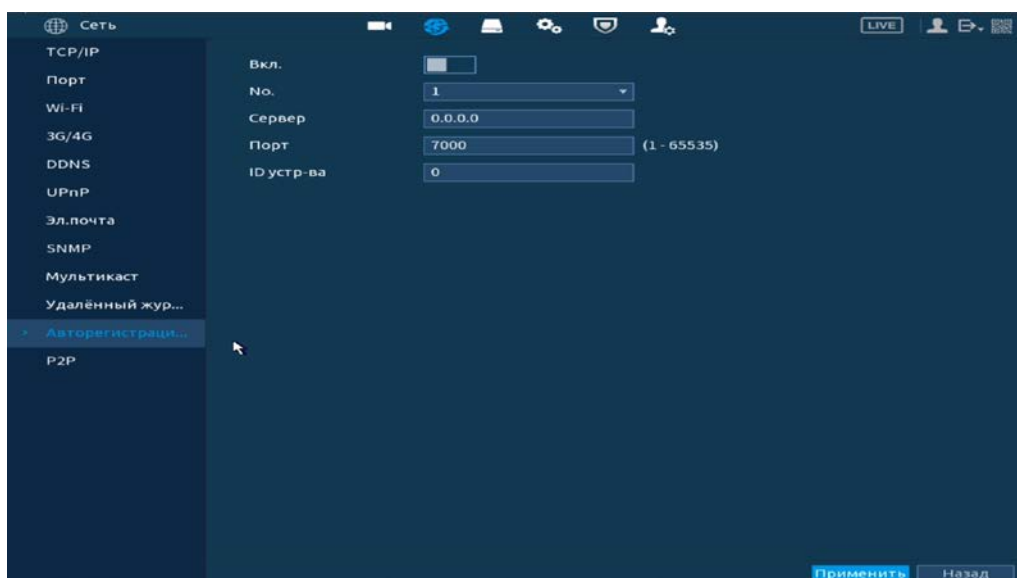 Сеть
LIVE
TCP/IP
Порт
Wi-Fi
3G/4G
DDNS
UPnP
Эл.почта
SNMP
Мультикаст
Удалённый жур...
Авторегистраци...
P2P
Вкл.
No. 1
Сервер 0.0.0.0
Порт 7000 (1 - 65535)
ID устр-ва 0
Применить Назад